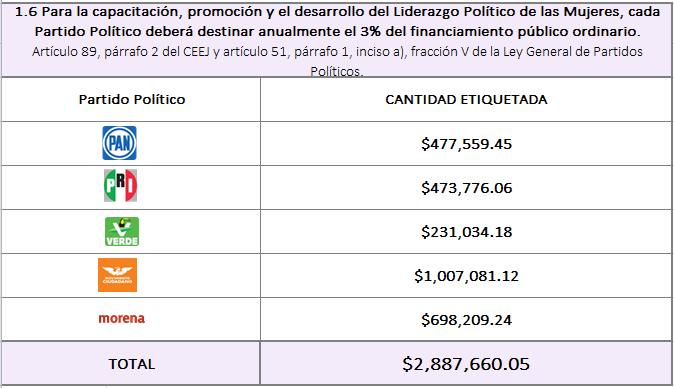 1.6 Para la capacitación, promoción y el desarrollo del Liderazgo Político de las Mujeres, cada
Partido Político deberá destinar anualmente el 3% del financiamiento público ordinario.
Artículo 89, párrafo 2 del CEEJ y artículo 51, párrafo 1, inciso a), fracción V de la Ley General de Partidos
Políticos.
Partido Político CANTIDAD ETIQUETADA
PAN $477,559.45
PRI $473,776.06
VERDE $231,034.18
CIUDADANO $1,007,081.12
morena $698,209.24
TOTAL $2,887,660.05